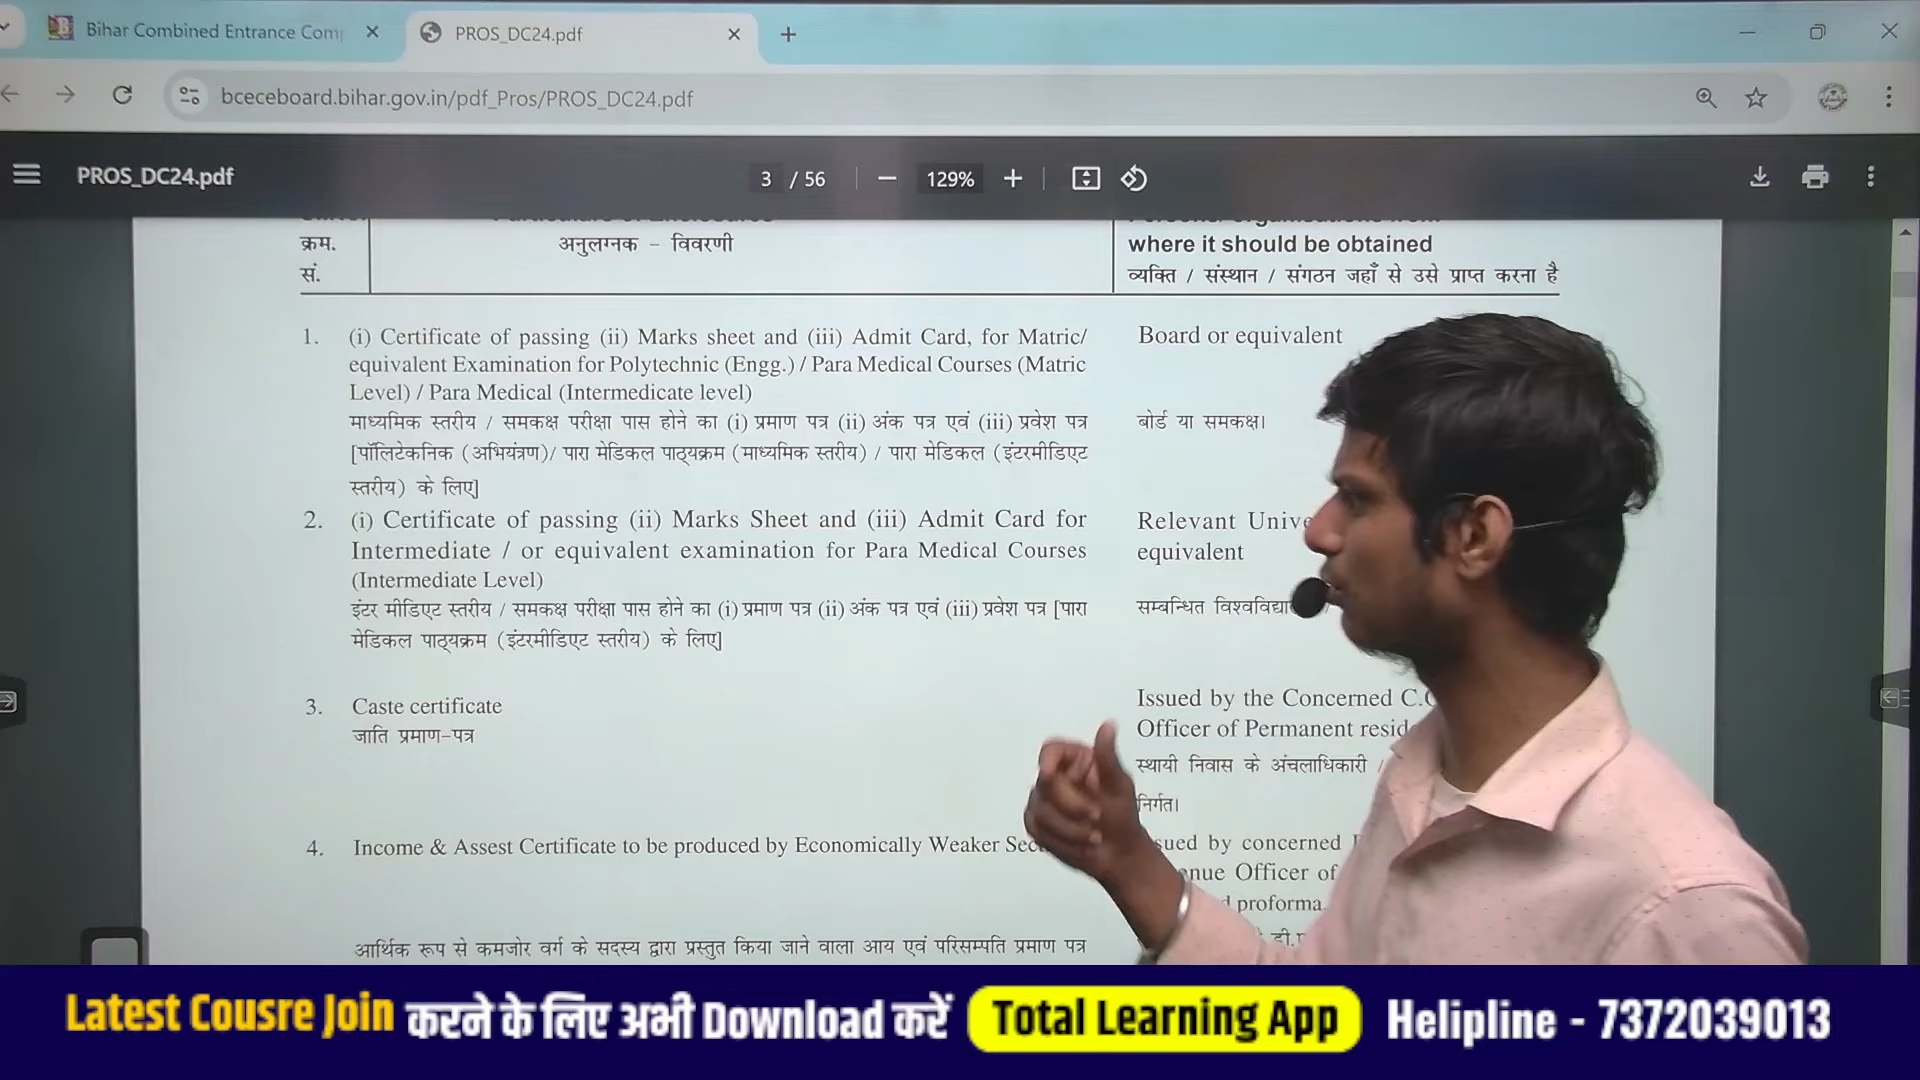 Bihar Combined Entrance Comp
PROS_DC24.pdf
bceceboard.bihar.gov.in/pdf_Pros/PROS_DC24.pdf
PROS_DC24.pdf
3 / 56
129%
क्रम.
सं.
अनुलग्नक - विवरणी
where it should be obtained
व्यक्ति / संस्थान / संगठन जहाँ से उसे प्राप्त करना है
1. (i) Certificate of passing (ii) Marks sheet and (iii) Admit Card, for Matric/
equivalent Examination for Polytechnic (Engg.) / Para Medical Courses (Matric
Level) / Para Medical (Intermedicate level)
माध्यमिक स्तरीय / समकक्ष परीक्षा पास होने का (i) प्रमाण पत्र (ii) अंक पत्र एवं (iii) प्रवेश पत्र
[पॉलिटेकनिक (अभियंत्रण)/ पारा मेडिकल पाठ्यक्रम (माध्यमिक स्तरीय) / पारा मेडिकल (इंटरमीडिएट
स्तरीय) के लिए]
Board or equivalent
बोर्ड या समकक्ष।
2. (i) Certificate of passing (ii) Marks Sheet and (iii) Admit Card for
Intermediate / or equivalent examination for Para Medical Courses
(Intermediate Level)
इंटर मीडिएट स्तरीय / समकक्ष परीक्षा पास होने का (i) प्रमाण पत्र (ii) अंक पत्र एवं (iii) प्रवेश पत्र [पारा
मेडिकल पाठ्यक्रम (इंटरमीडिएट स्तरीय) के लिए]
Relevant
equivalent
सम्बन्धित
3. Caste certificate
जाति प्रमाण-पत्र
Issued by the Concerned
Officer of Permanent
स्थायी निवास के अंचलाधिकारी /
निर्गत।
4. Income & Assest Certificate to be produced by Economically Weaker
आर्थिक रूप से कमजोर वर्ग के सदस्य द्वारा प्रस्तुत किया जाने वाला आय एवं परिसम्पति प्रमाण पत्र
by concerned
Officer of
proforma.
Latest Cousre Join करने के लिए अभी Download करें Total Learning App Helipline - 7372039013